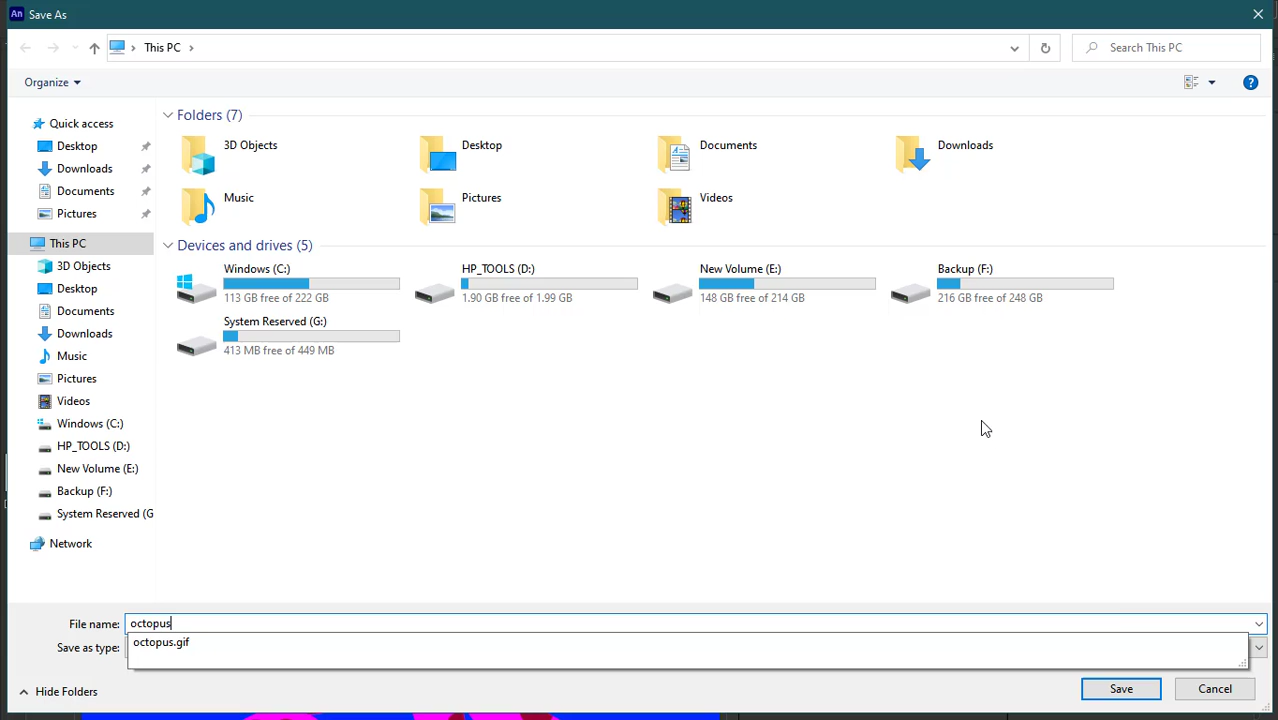 An Save As
This PC
Search This PC
Organize
?
Quick access
Desktop
Downloads
Documents
Pictures
This PC
3D Objects
Desktop
Documents
Downloads
Music
Pictures
Videos
Windows (C:)
HP_TOOLS (D:)
New Volume (E:)
Backup (F:)
System Reserved (G
Network
Folders (7)
3D Objects
Desktop
Documents
Downloads
Music
Pictures
Videos
Devices and drives (5)
Windows (C:)
113 GB free of 222 GB
HP_TOOLS (D:)
1.90 GB free of 1.99 GB
New Volume (E:)
148 GB free of 214 GB
Backup (F:)
216 GB free of 248 GB
System Reserved (G:)
413 MB free of 449 MB
File name: octopus
octopus.gif
Save as type:
Hide Folders
Save
Cancel